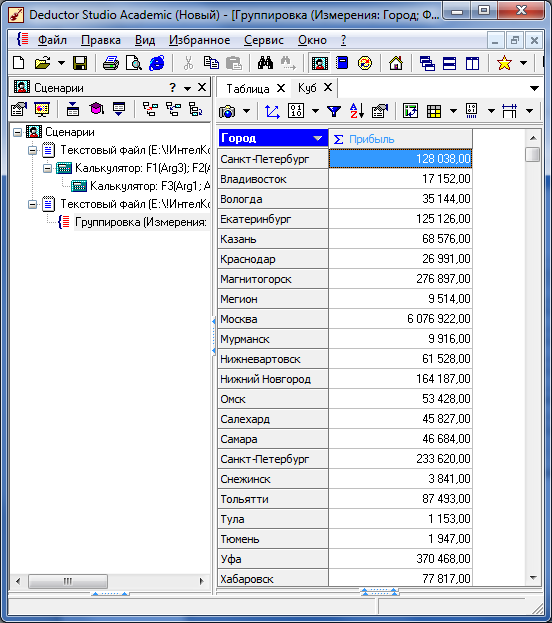 Deductor Studio Academic (Новый) - [Группировка (Измерения: Город; Ф...
Файл Правка Вид Избранное Сервис Окно ?
Сценарии
Таблица Куб
Сценарии
Текстовый файл (E:\!ИнтелКо
Калькулятор: F1(Arg3); F2(A
Калькулятор: F3(Arg1; A
Текстовый файл (E:\!ИнтелКо
Группировка (Измерения:
Город Σ Прибыль
Санкт-Петербург 128 038,00
Владивосток 17 152,00
Вологда 35 144,00
Екатеринбург 125 126,00
Казань 68 576,00
Краснодар 26 991,00
Магнитогорск 276 897,00
Мегион 9 514,00
Москва 6 076 922,00
Мурманск 9 916,00
Нижневартовск 61 528,00
Нижний Новгород 164 187,00
Омск 53 428,00
Салехард 45 827,00
Самара 46 684,00
Санкт-Петербург 233 620,00
Снежинск 3 841,00
Тольятти 87 493,00
Тула 1 153,00
Тюмень 1 947,00
Уфа 370 468,00
Хабаровск 77 817,00